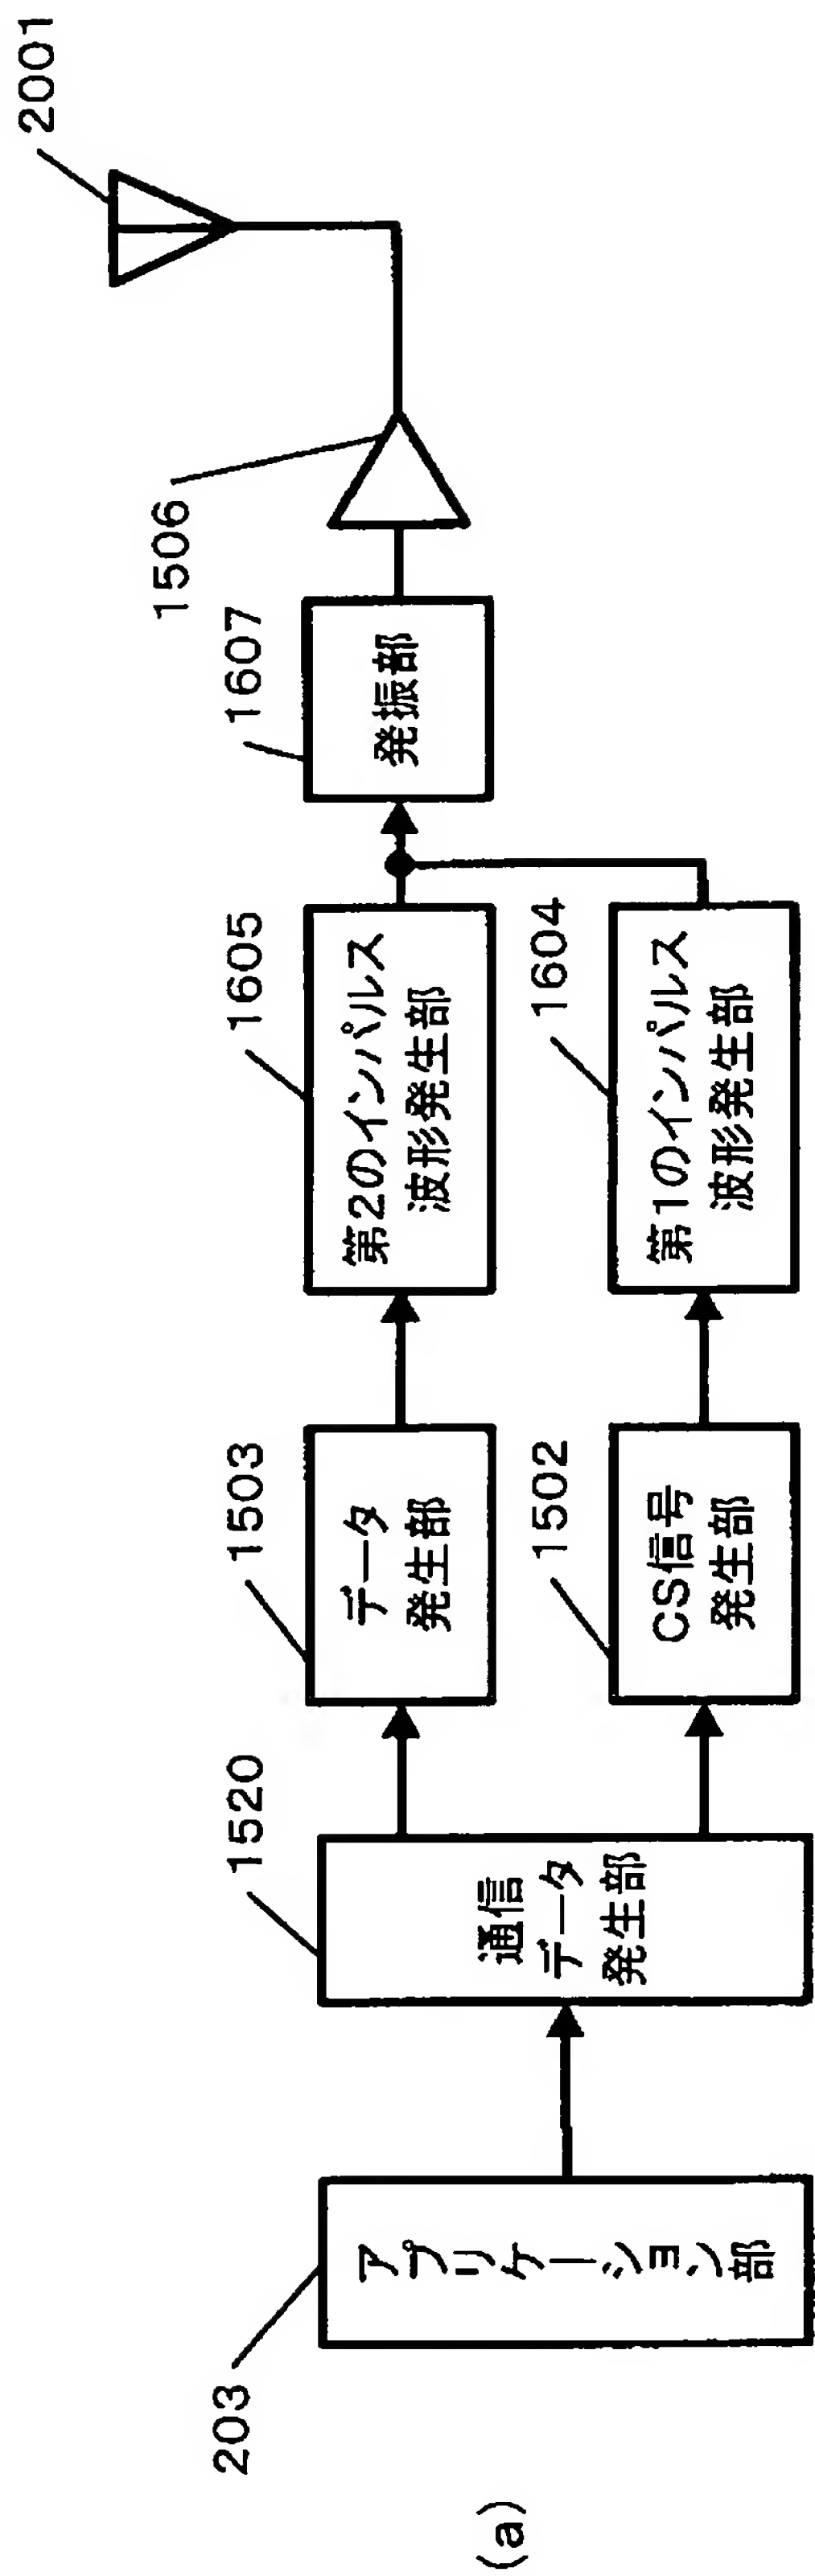 (a)
203
アプリケーション部
1520
通信
データ
発生部
1503
データ
発生部
1502
CS信号
発生部
1605
第2のインパルス
波形発生部
1604
第1のインパルス
波形発生部
1607
発振部
1506
2001